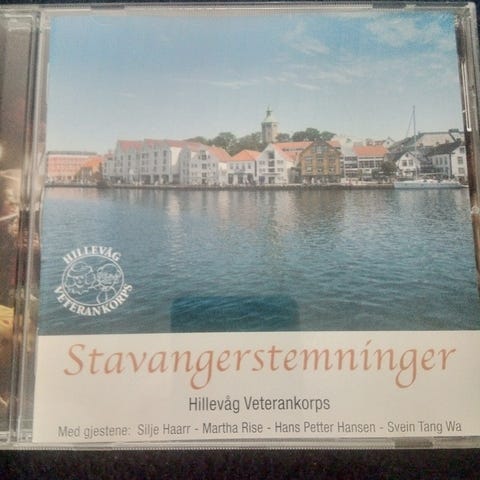 HILLEVÅG
VETERANKORPS
Stavangerstemninger
Hillevåg Veterankorps
Med gjestene: Silje Haarr - Martha Rise - Hans Petter Hansen - Svein Tang Wa